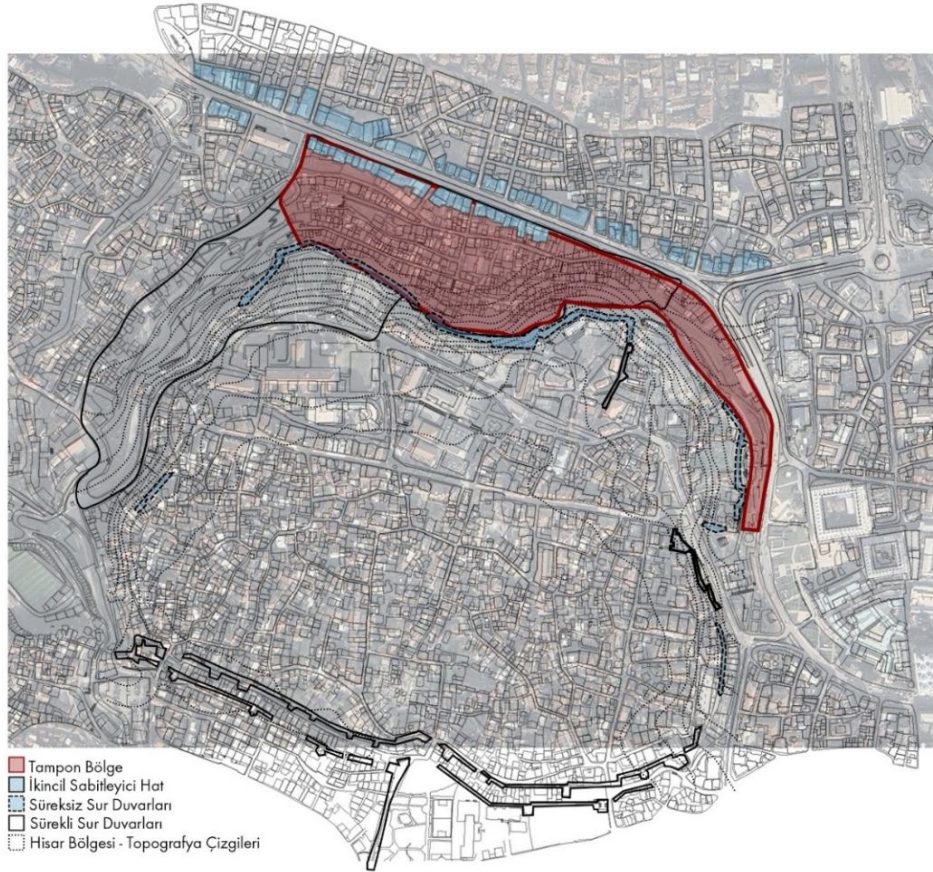 Tampon Bölge
İkincil Sabitleyici Hat
Süreksiz Sur Duvarları
Sürekli Sur Duvarları
Hisar Bölgesi - Topografya Çizgileri